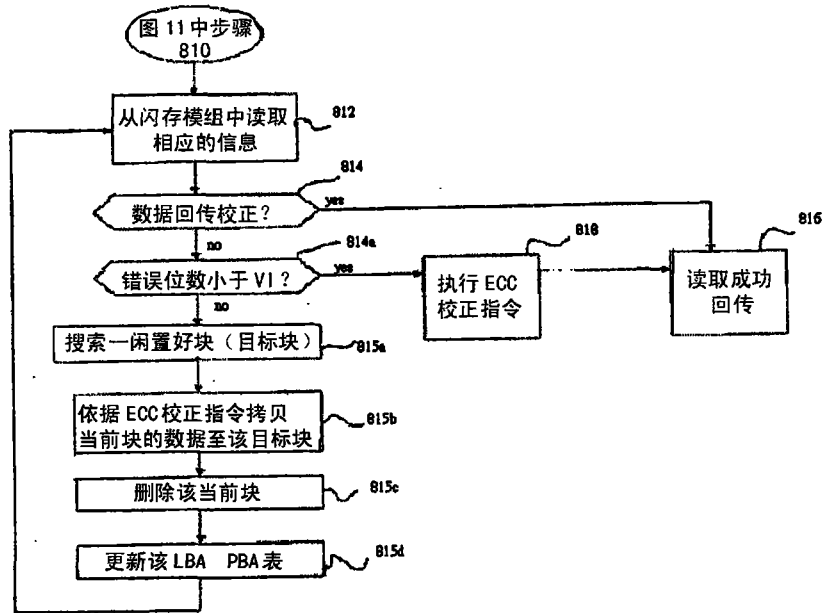 图 11 中步骤
810
从闪存模组中读取
相应的信息
812
814
数据回传校正?
yes
no
814a
错误位数小于 VI?
yes
no
818
执行 ECC
校正指令
816
读取成功
回传
搜索一闲置好块（目标块）
815a
依据 ECC 校正指令拷贝
当前块的数据至该目标块
815b
删除该当前块
815c
更新该 LBA PBA 表
815d